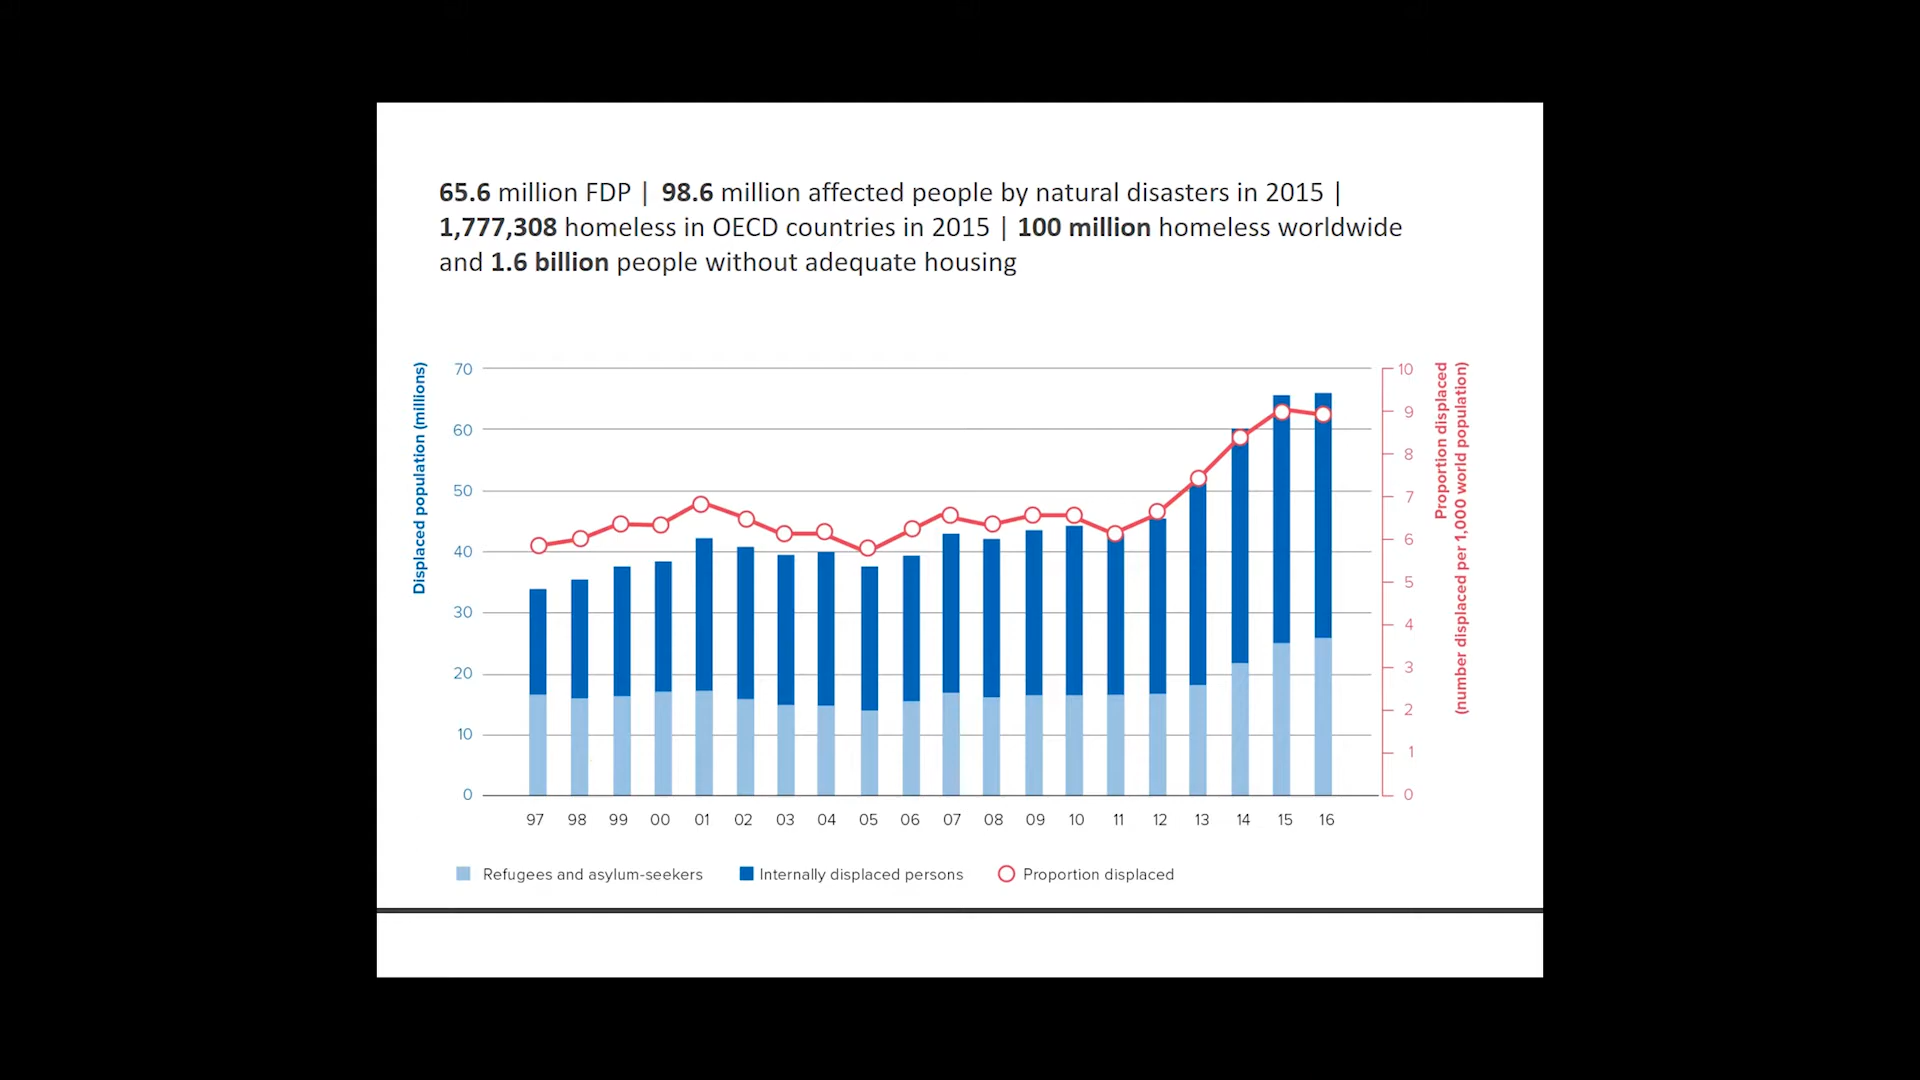 65.6 million FDP | 98.6 million affected people by natural disasters in 2015 |
1,777,308 homeless in OECD countries in 2015 | 100 million homeless worldwide
and 1.6 billion people without adequate housing
Displaced population (millions)
70
60
50
40
30
20
10
0
10
9
8
7
6
5
4
3
2
1
0
Proportion displaced
(number displaced per 1,000 world population)
97 98 99 00 01 02 03 04 05 06 07 08 09 10 11 12 13 14 15 16
Refugees and asylum-seekers Internally displaced persons Proportion displaced